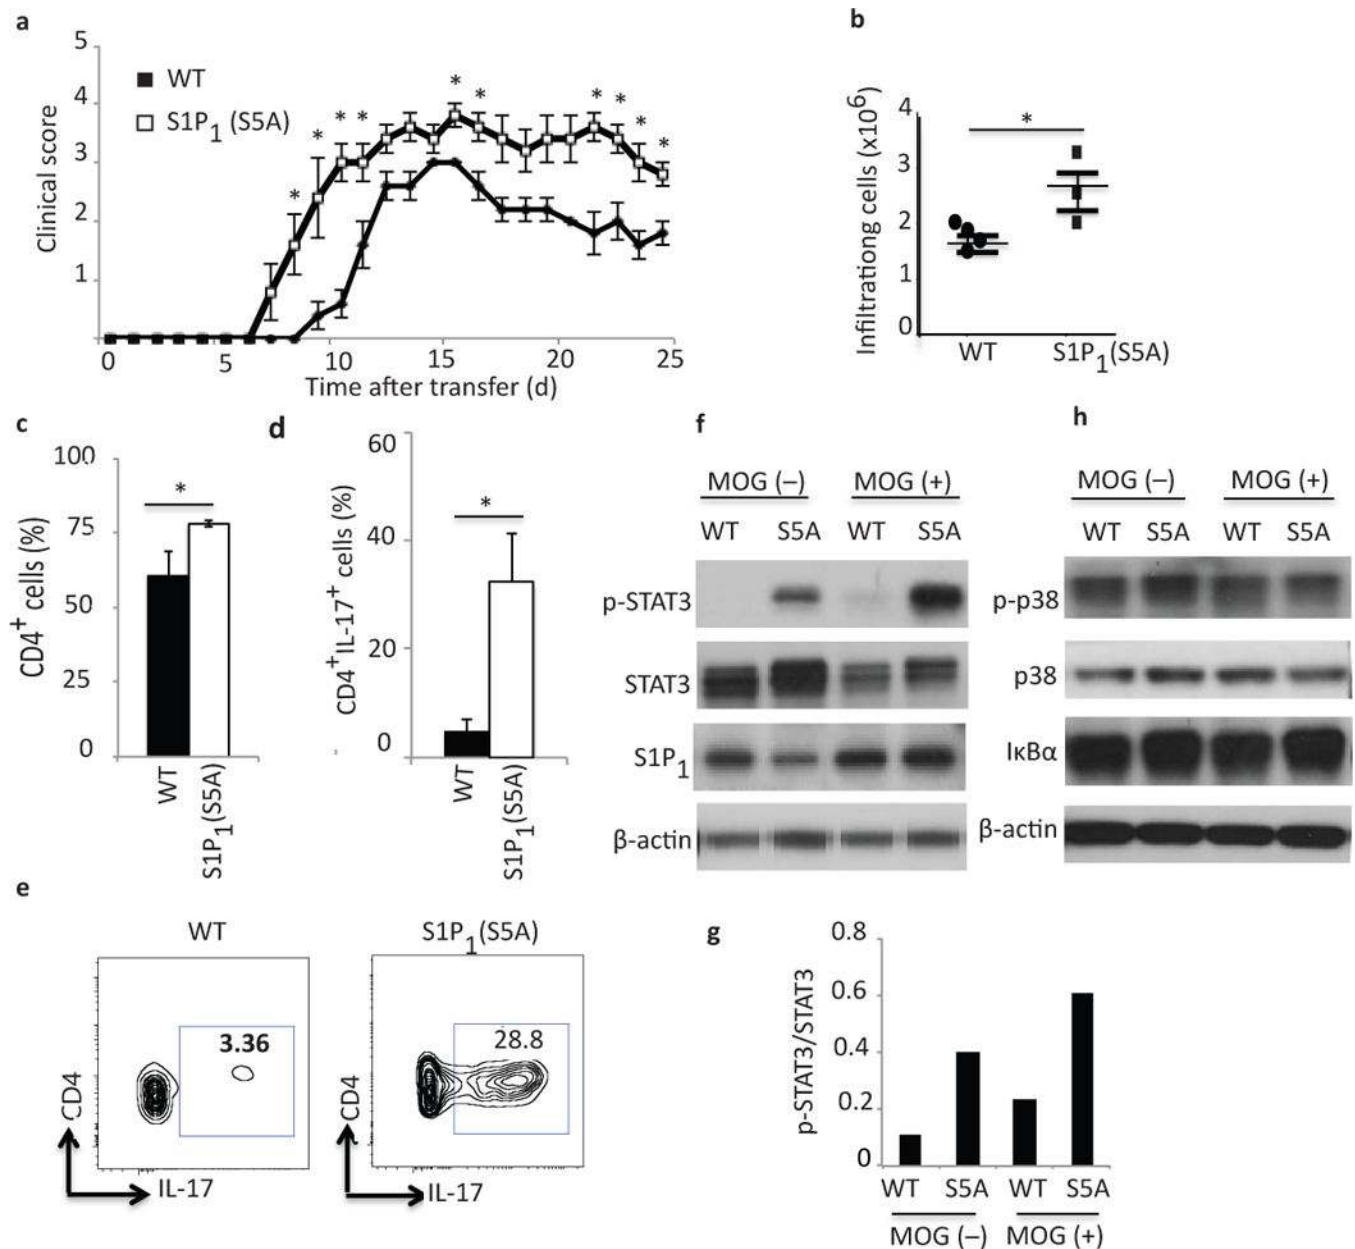 a
5
4
3
2
1
Clinical score
WT
S1P1 (S5A)
* * * * * * * * * *
0 5 10 15 20 25
Time after transfer (d)
b
4
3
2
1
0
Infiltrationg cells (x10⁶)
*
WT S1P1(S5A)
c
100
75
50
25
0
CD4+ cells (%)
*
WT
S1P1(S5A)
d
60
40
20
0
CD4+IL-17+ cells (%)
*
WT
S1P1(S5A)
f
MOG (–) MOG (+)
WT S5A WT S5A
p-STAT3
STAT3
S1P1
β-actin
h
MOG (–) MOG (+)
WT S5A WT S5A
p-p38
p38
IκBα
β-actin
e
WT
3.36
CD4
IL-17
S1P1(S5A)
28.8
CD4
IL-17
g
0.8
0.6
0.4
0.2
0
p-STAT3/STAT3
WT S5A WT S5A
MOG (–) MOG (+)